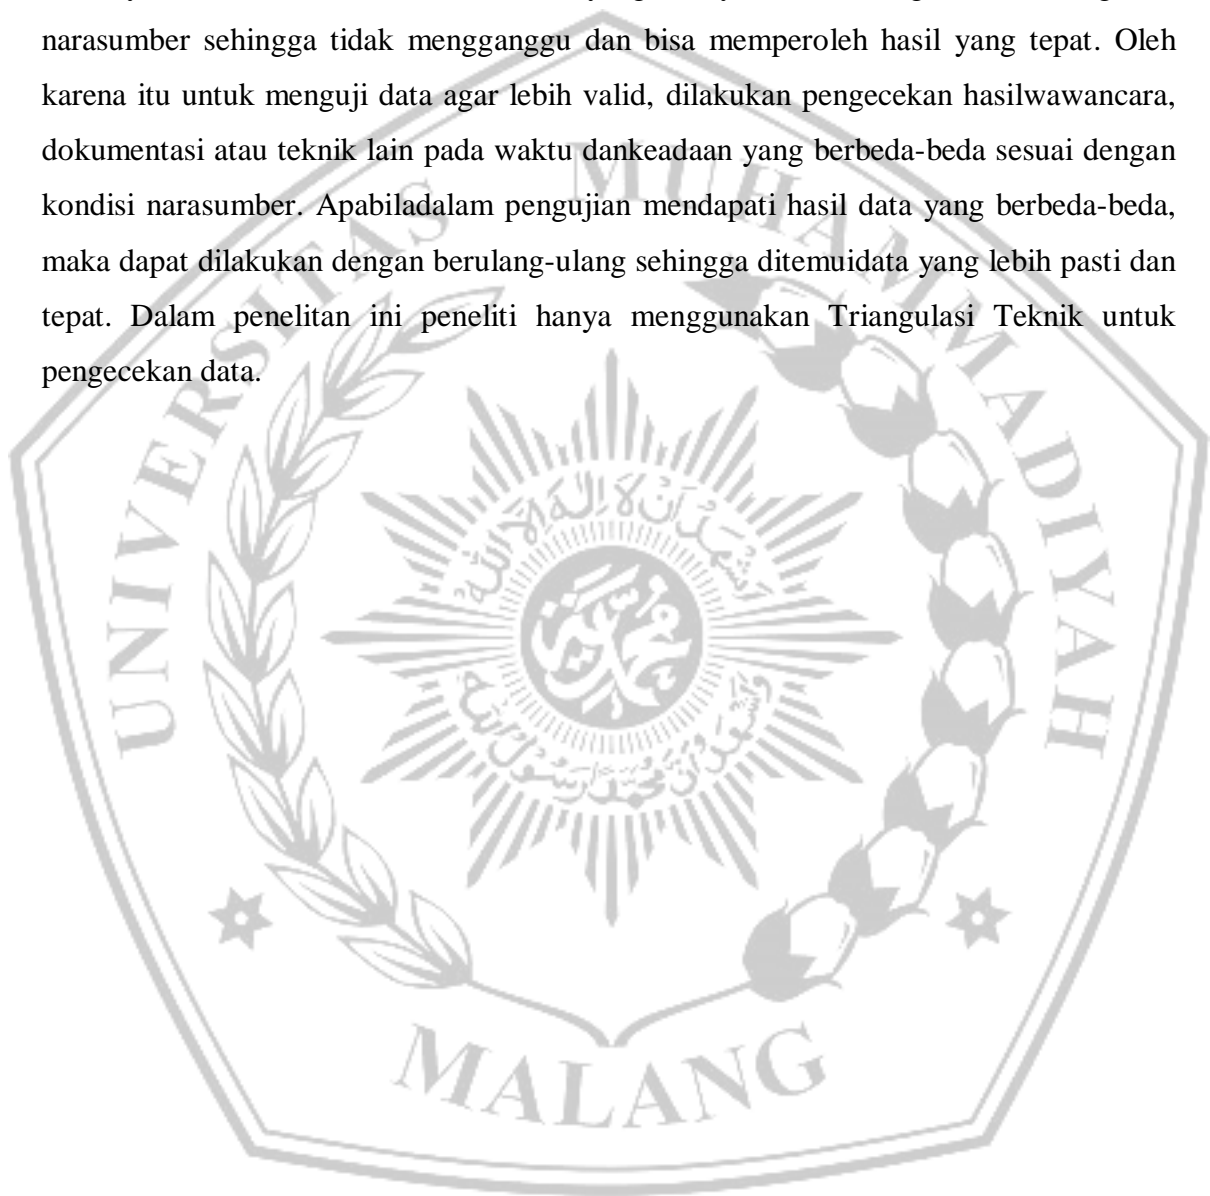 narasumber sehingga tidak mengganggu dan bisa memperoleh hasil yang tepat. Oleh
karena itu untuk menguji data agar lebih valid, dilakukan pengecekan hasilwawancara,
dokumentasi atau teknik lain pada waktu dankeadaan yang berbeda-beda sesuai dengan
kondisi narasumber. Apabiladalam pengujian mendapati hasil data yang berbeda-beda,
maka dapat dilakukan dengan berulang-ulang sehingga ditemuidata yang lebih pasti dan
tepat. Dalam penelitan ini peneliti hanya menggunakan Triangulasi Teknik untuk
pengecekan data.
UNIVERSITAS MUHAMMADIYAH
MALANG